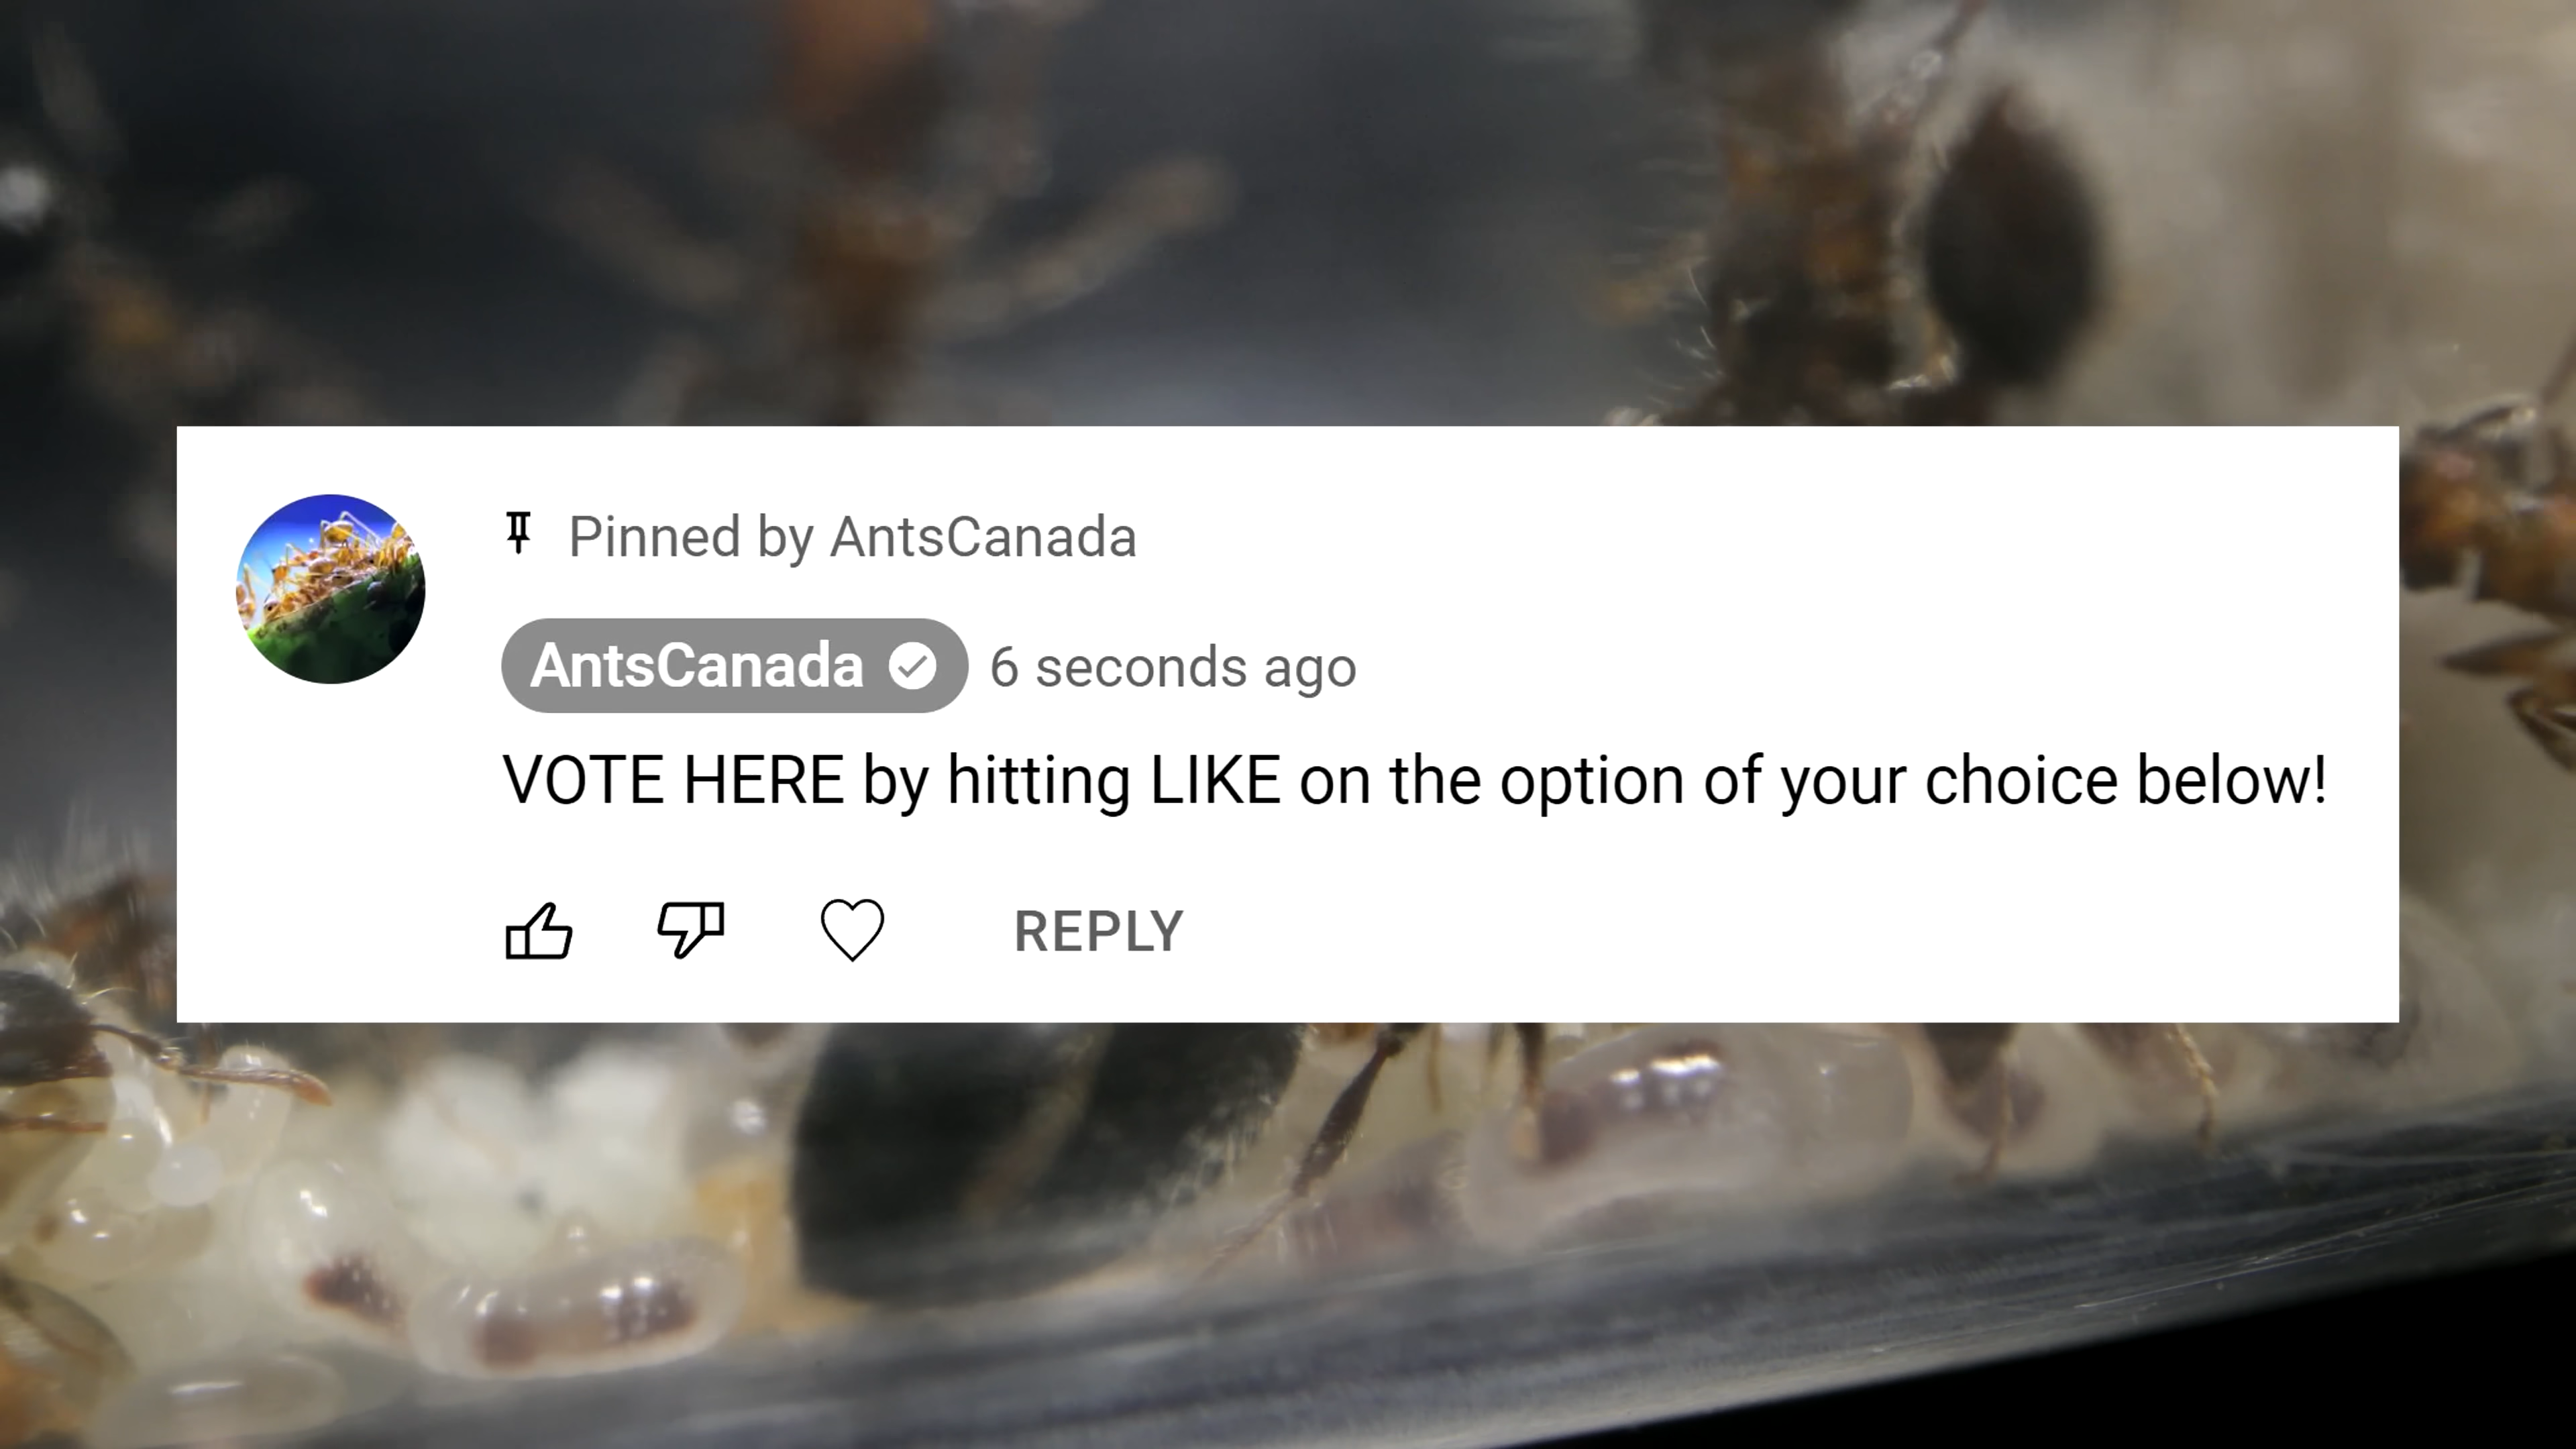 Pinned by AntsCanada
AntsCanada 6 seconds ago
VOTE HERE by hitting LIKE on the option of your choice below!
REPLY